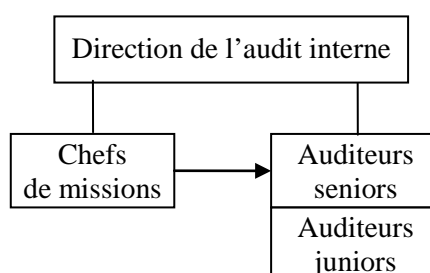 Direction de l’audit interne
Chefs
de missions
Auditeurs
seniors
Auditeurs
juniors